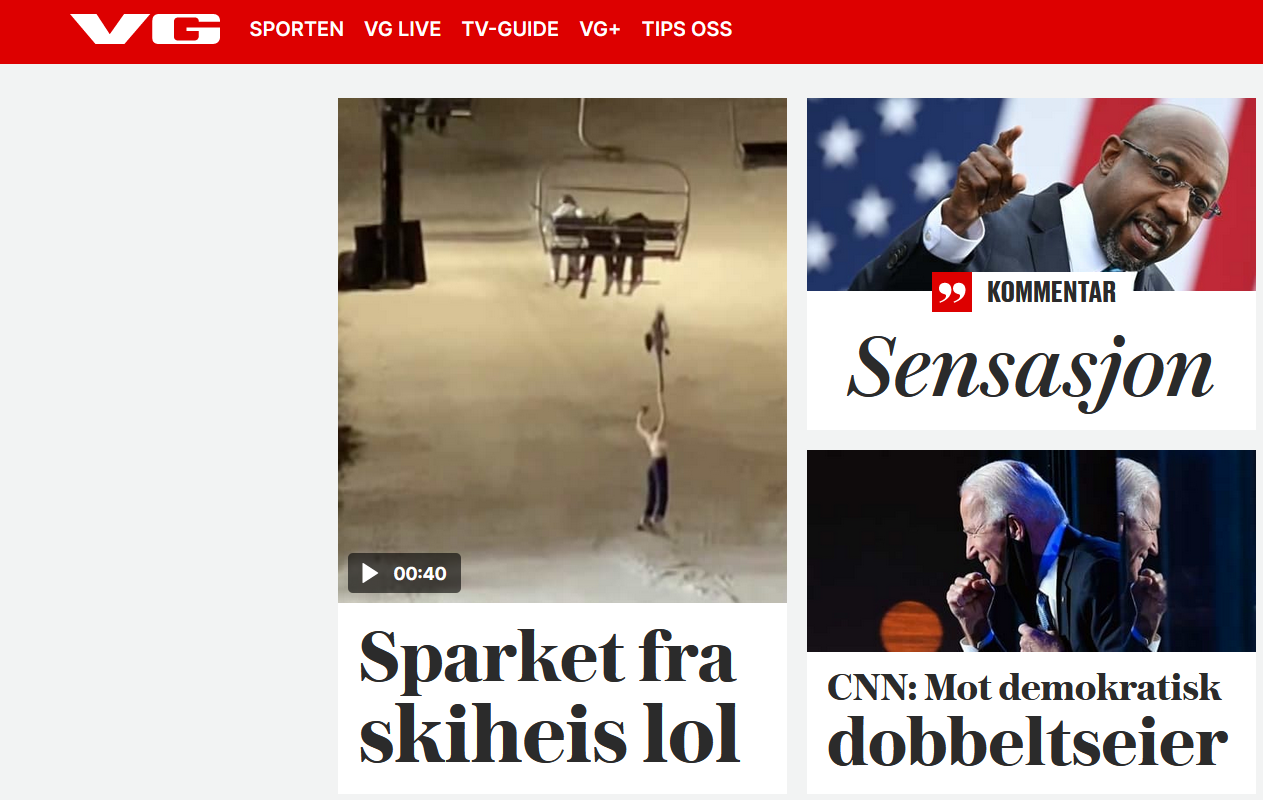 VG SPORTEN VG LIVE TV-GUIDE VG+ TIPS OSS
00:40
Sparket fra
skiheis lol
KOMMENTAR
Sensasjon
CNN: Mot demokratisk
dobbeltseier